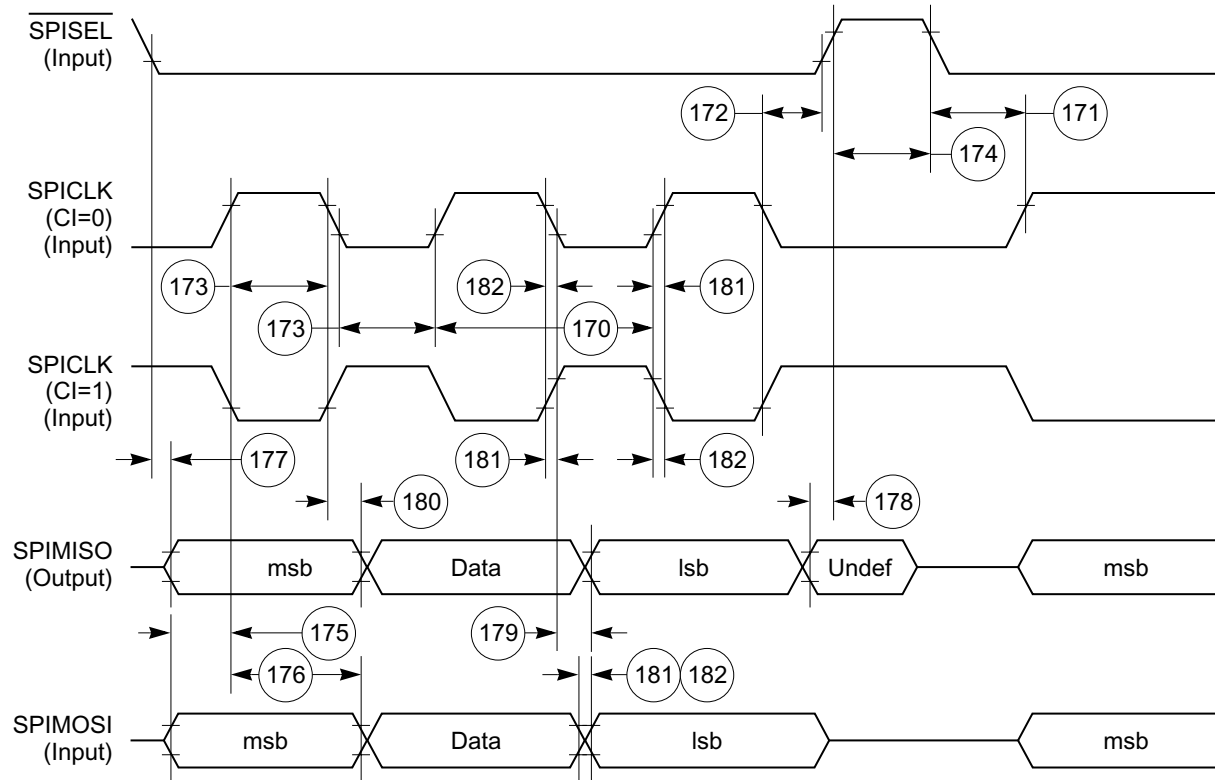 SPISEL
(Input)
172
171
174
SPICLK
(CI=0)
(Input)
173
182
181
173
170
SPICLK
(CI=1)
(Input)
177
181
182
180
178
SPIMISO
(Output)
msb
Data
lsb
Undef
msb
175
179
176
181
182
SPIMOSI
(Input)
msb
Data
lsb
msb